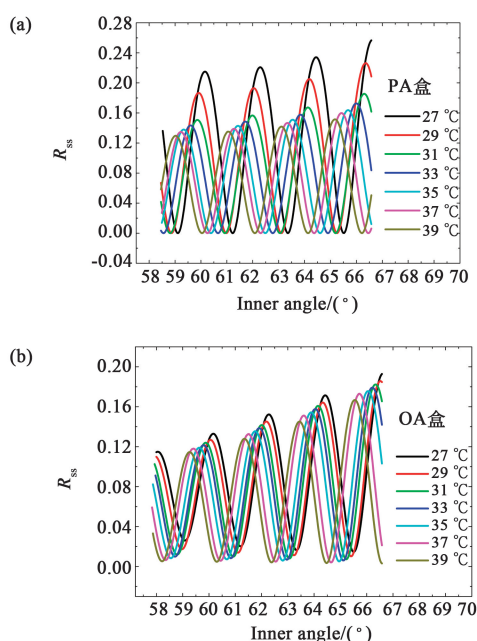 (a)
0.28
0.24
0.20
0.16
0.12
0.08
0.04
0.00
-0.04
Rss
PA盒
27 ℃
29 ℃
31 ℃
33 ℃
35 ℃
37 ℃
39 ℃
58 59 60 61 62 63 64 65 66 67 68 69 70
Inner angle/(°)
(b)
0.20
0.16
0.12
0.08
0.04
0.00
Rss
OA盒
27 ℃
29 ℃
31 ℃
33 ℃
35 ℃
37 ℃
39 ℃
58 59 60 61 62 63 64 65 66 67 68 69 70
Inner angle/(°)